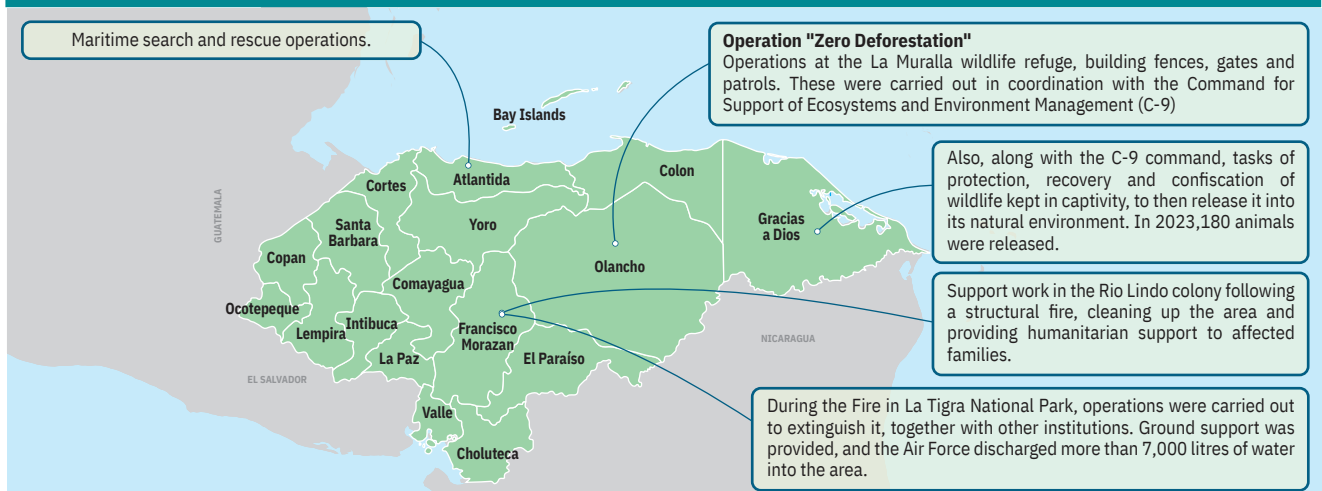 Maritime search and rescue operations.
Operation "Zero Deforestation"
Operations at the La Muralla wildlife refuge, building fences, gates and
patrols. These were carried out in coordination with the Command for
Support of Ecosystems and Environment Management (C-9)
Also, along with the C-9 command, tasks of
protection, recovery and confiscation of
wildlife kept in captivity, to then release it into
its natural environment. In 2023,180 animals
were released.
Support work in the Rio Lindo colony following
a structural fire, cleaning up the area and
providing humanitarian support to affected
families.
During the Fire in La Tigra National Park, operations were carried out
to extinguish it, together with other institutions. Ground support was
provided, and the Air Force discharged more than 7,000 litres of water
into the area.
Bay Islands
Cortes
Atlantida
Colon
Santa
Barbara
Yoro
Gracias
a Dios
Copan
Comayagua
Olancho
Ocotepeque
Lempira
Intibuca
Francisco
Morazan
La Paz
El Paraíso
Valle
Choluteca
GUATEMALA
EL SALVADOR
NICARAGUA